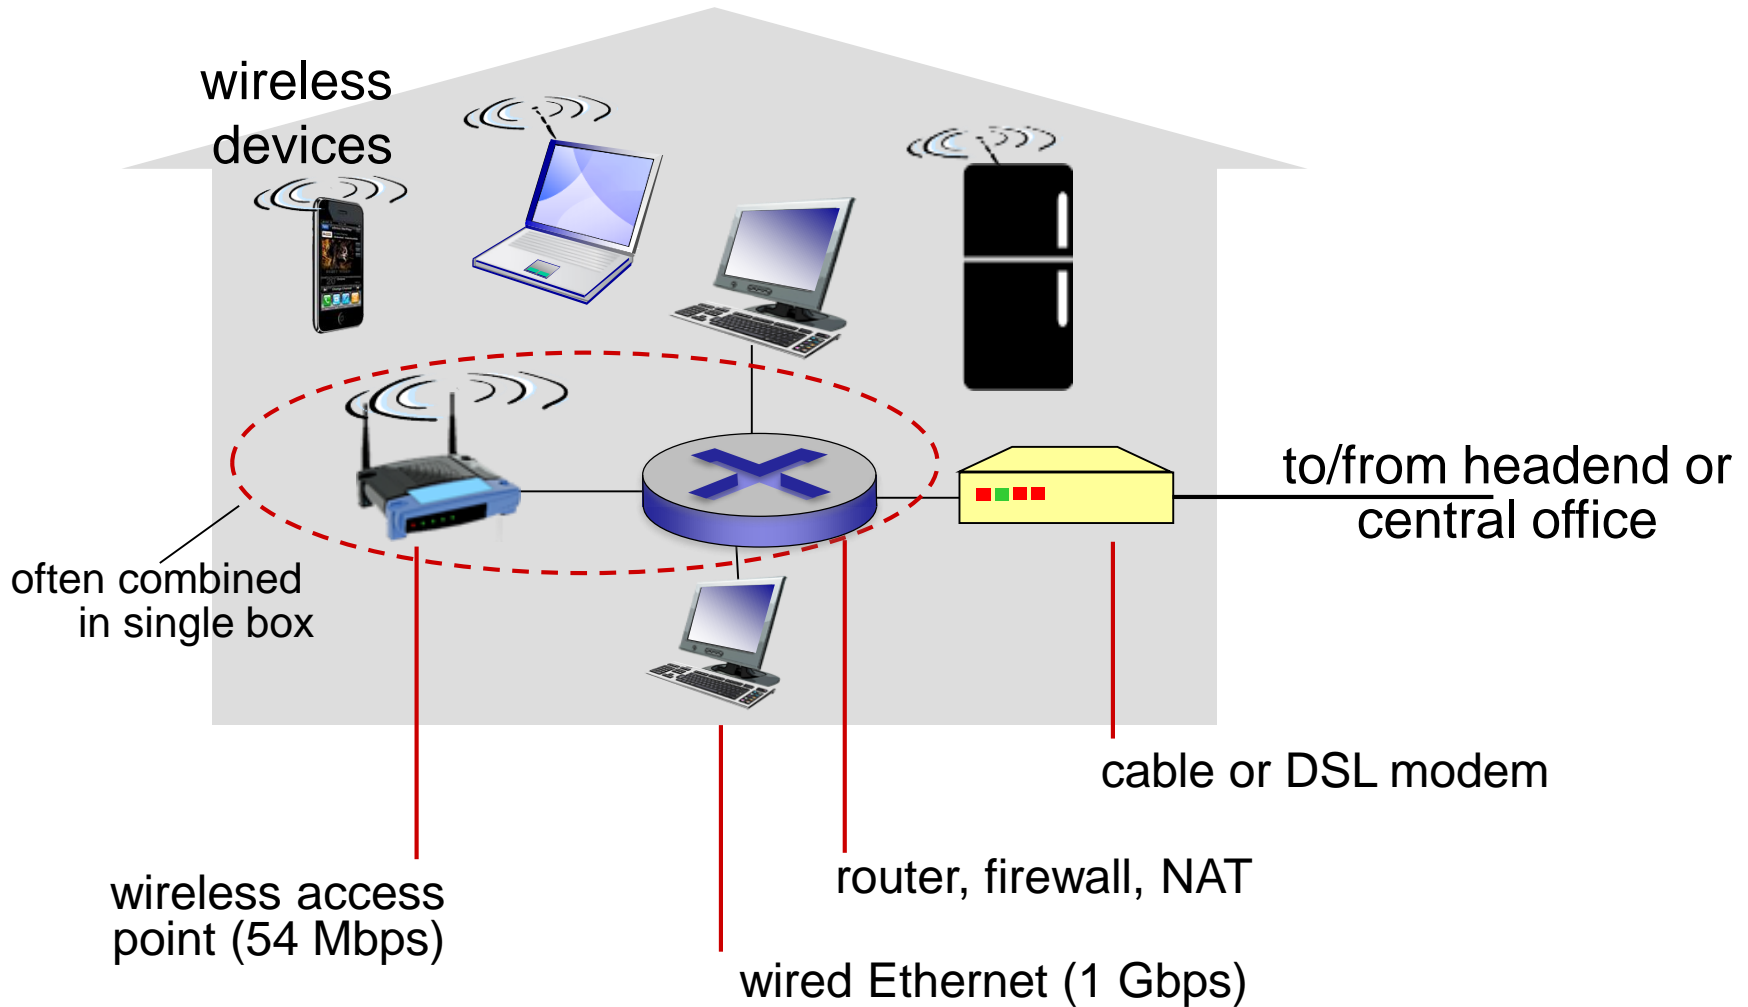 wireless
devices
to/from headend or
central office
often combined
in single box
cable or DSL modem
router, firewall, NAT
wireless access
point (54 Mbps)
wired Ethernet (1 Gbps)